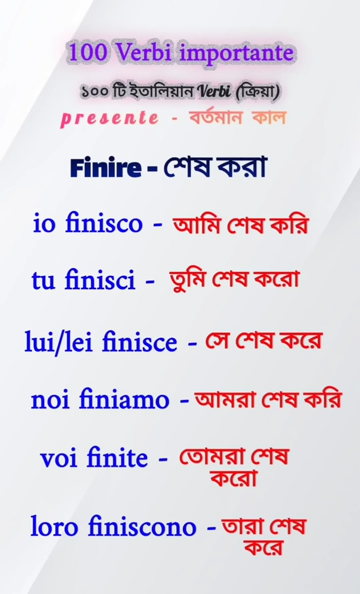 100 Verbi importante
১০০ টি ইতালিয়ান Verbi (ক্রিয়া)
presente - বর্তমান কাল
Finire - শেষ করা
io finisco - আমি শেষ করি
tu finisci - তুমি শেষ করো
lui/lei finisce - সে শেষ করে
noi finiamo - আমরা শেষ করি
voi finite - তোমরা শেষ
করো
loro finiscono - তারা শেষ
করে